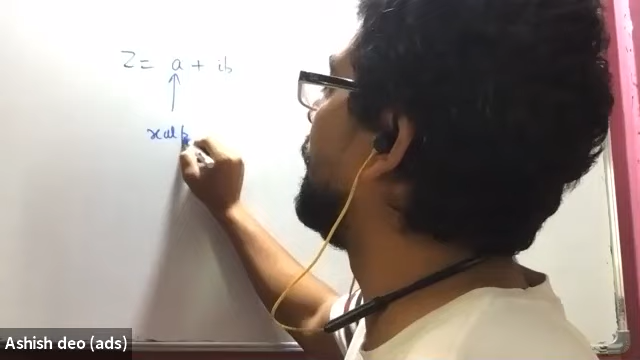 Z = a + ib
real
Ashish deo (ads)